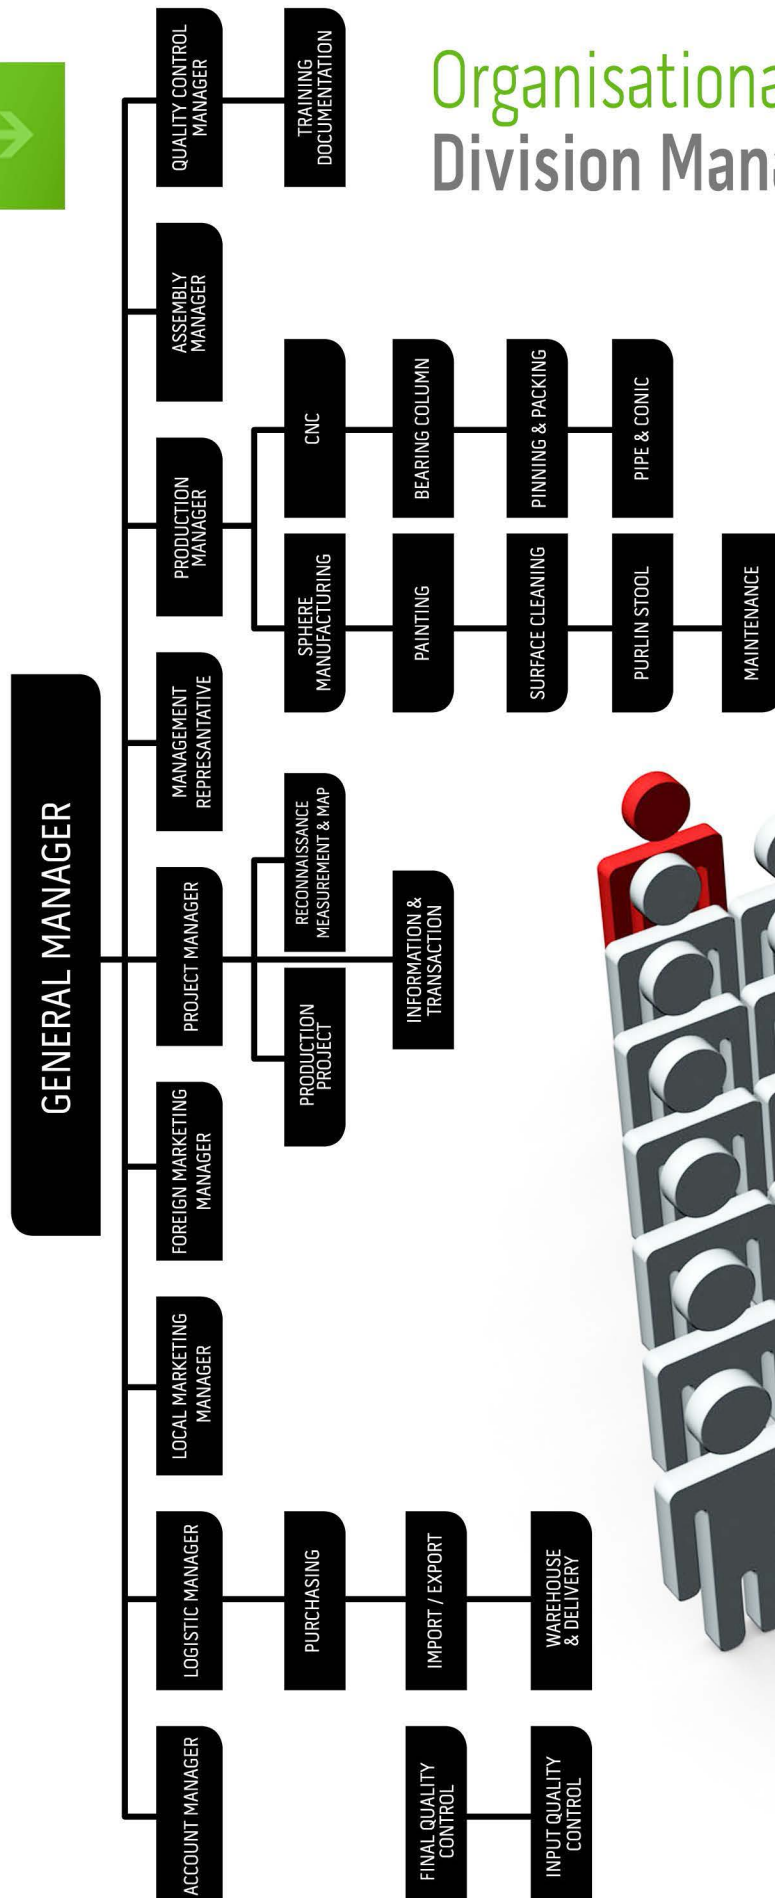 Organisationa
Division Mana
GENERAL MANAGER
QUALITY CONTROL
MANAGER
TRAINING
DOCUMENTATION
ASSEMBLY
MANAGER
PRODUCTION
MANAGER
CNC
BEARING COLUMN
PINNING & PACKING
PIPE & CONIC
SPHERE
MANUFACTURING
PAINTING
SURFACE CLEANING
PURLIN STOOL
MAINTENANCE
MANAGEMENT
REPRESANTATIVE
PROJECT MANAGER
RECONNAISSANCE
MEASUREMENT & MAP
PRODUCTION
PROJECT
INFORMATION &
TRANSACTION
FOREIGN MARKETING
MANAGER
LOCAL MARKETING
MANAGER
LOGISTIC MANAGER
PURCHASING
IMPORT / EXPORT
WAREHOUSE
& DELIVERY
ACCOUNT MANAGER
FINAL QUALITY
CONTROL
INPUT QUALITY
CONTROL